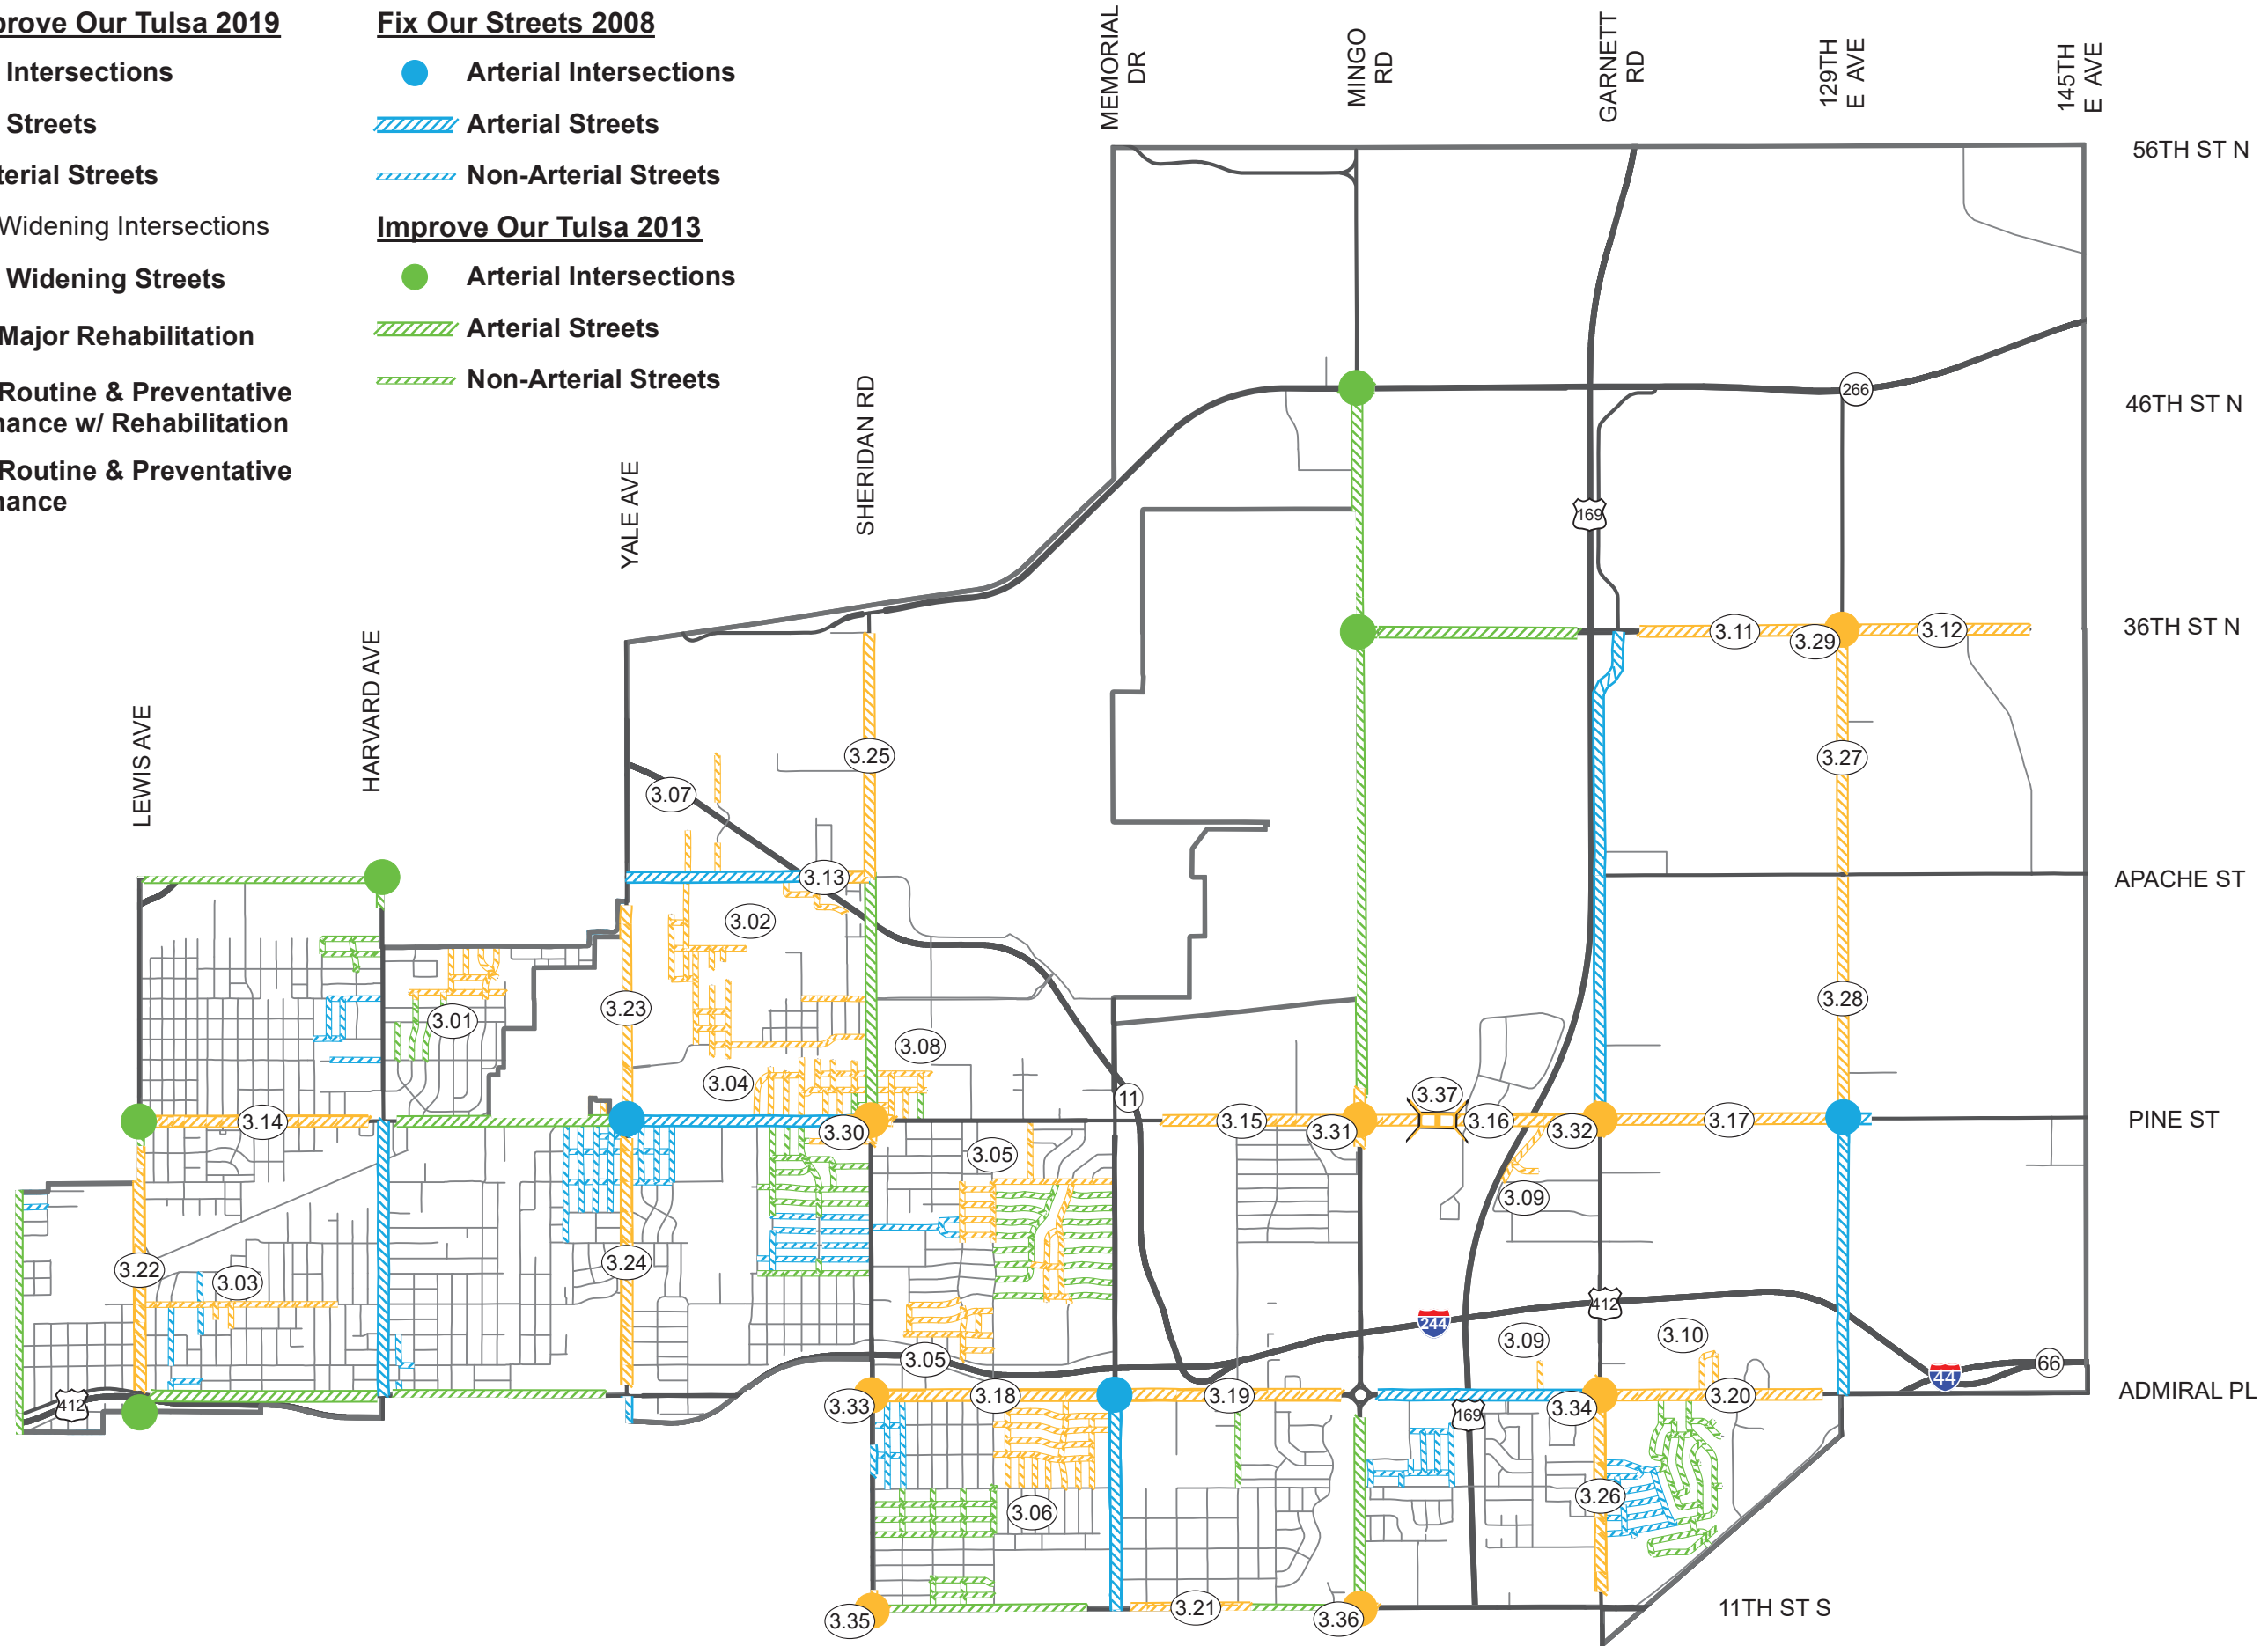 prove Our Tulsa 2019
Intersections
Streets
terial Streets
Widening Intersections
Widening Streets
Major Rehabilitation
Routine & Preventative
nance w/ Rehabilitation
Routine & Preventative
nance
Fix Our Streets 2008
Arterial Intersections
Arterial Streets
Non-Arterial Streets
Improve Our Tulsa 2013
Arterial Intersections
Arterial Streets
Non-Arterial Streets
MEMORIAL
DR
MINGO
RD
GARNETT
RD
129TH
E AVE
145TH
E AVE
56TH ST N
266
46TH ST N
SHERIDAN RD
YALE AVE
169
HARVARD AVE
LEWIS AVE
3.11
3.29
3.12
36TH ST N
3.25
3.27
3.07
3.13
APACHE ST
3.02
3.28
3.23
3.01
3.08
3.04
11
3.37
3.14
3.30
3.15
3.31
3.16
3.32
3.17
PINE ST
3.05
3.09
3.22
3.03
3.24
412
244
3.09
3.10
3.05
66
44
412
3.33
3.18
3.19
169
3.34
3.20
ADMIRAL PL
3.26
3.06
3.35
3.21
3.36
11TH ST S